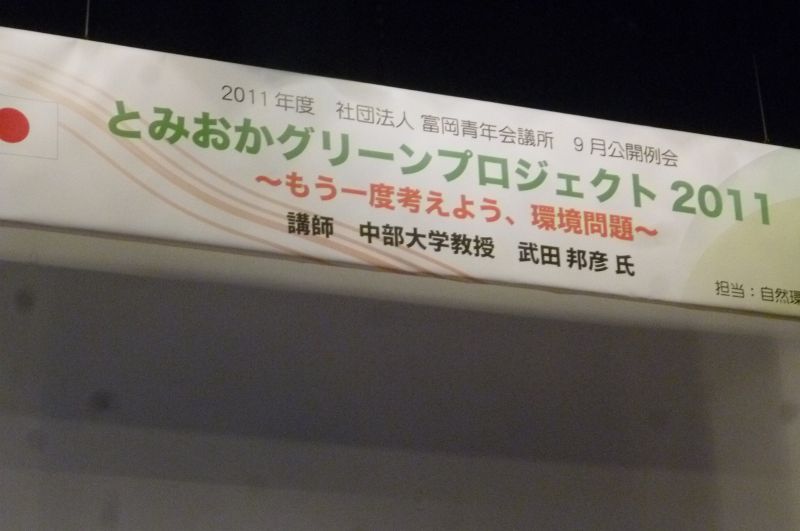 2011年度 社団法人 富岡青年会議所 9月公開例会
とみおかグリーンプロジェクト 2011
～もう一度考えよう、環境問題～
講師 中部大学教授 武田 邦彦 氏
担当：自然環